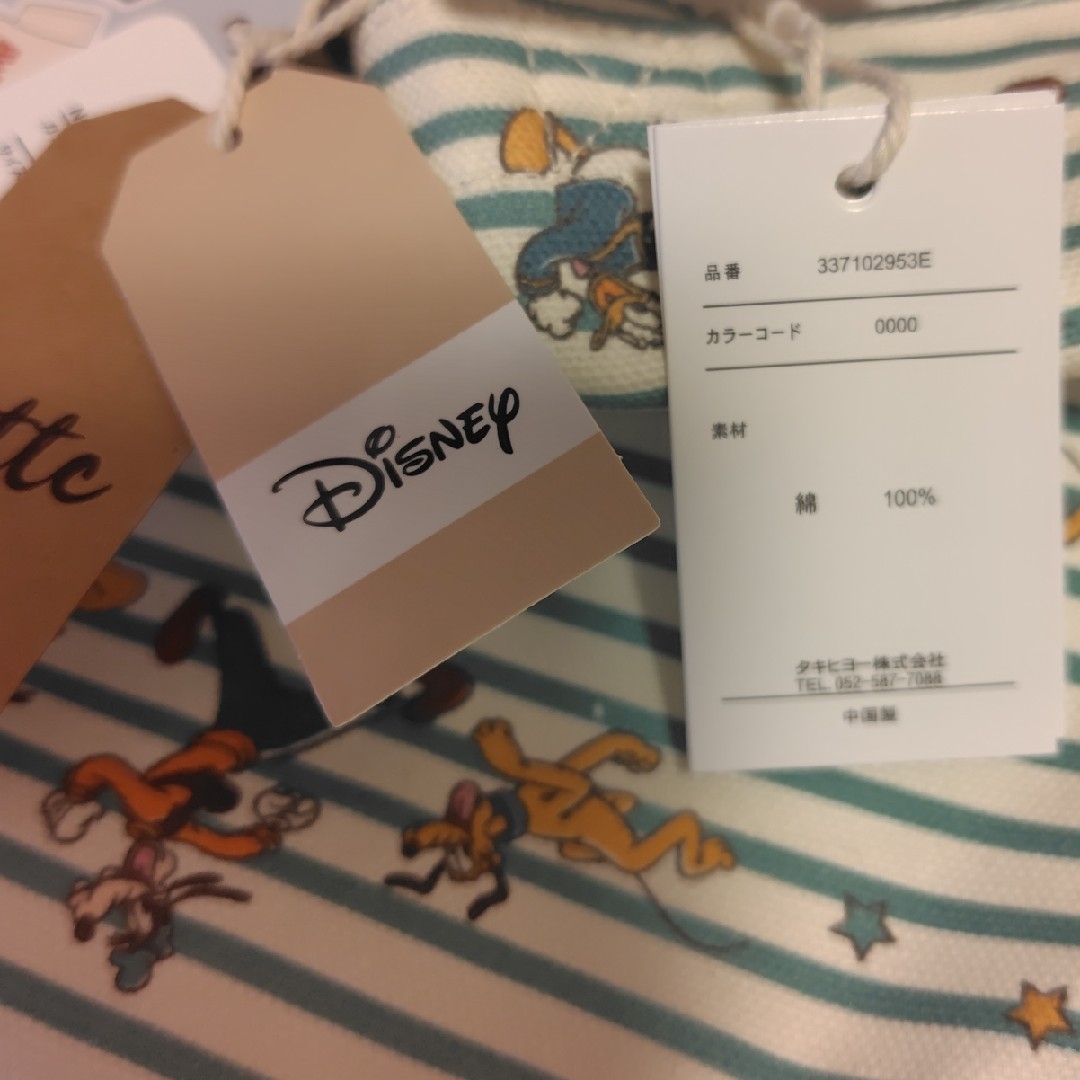 ttc
Disney
品番 337102953E
カラーコード 0000
素材
綿 100%
タキヒヨー株式会社
TEL 052-587-7088
中国製